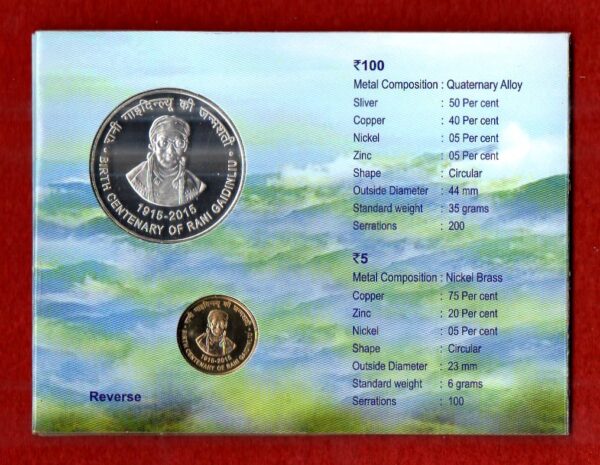 रानी गाइदिन्ल्यू की जन्मशती
1915-2015
BIRTH CENTENARY OF RANI GAIDINLIU
₹100
Metal Composition : Quaternary Alloy
Sliver : 50 Per cent
Copper : 40 Per cent
Nickel : 05 Per cent
Zinc : 05 Per cent
Shape : Circular
Outside Diameter : 44 mm
Standard weight : 35 grams
Serrations : 200
₹5
Metal Composition : Nickel Brass
Copper : 75 Per cent
Zinc : 20 Per cent
Nickel : 05 Per cent
Shape : Circular
Outside Diameter : 23 mm
Standard weight : 6 grams
Serrations : 100
रानी गाइदिन्ल्यू की जन्मशती
1915-2015
BIRTH CENTENARY OF RANI GAIDINLIU
Reverse